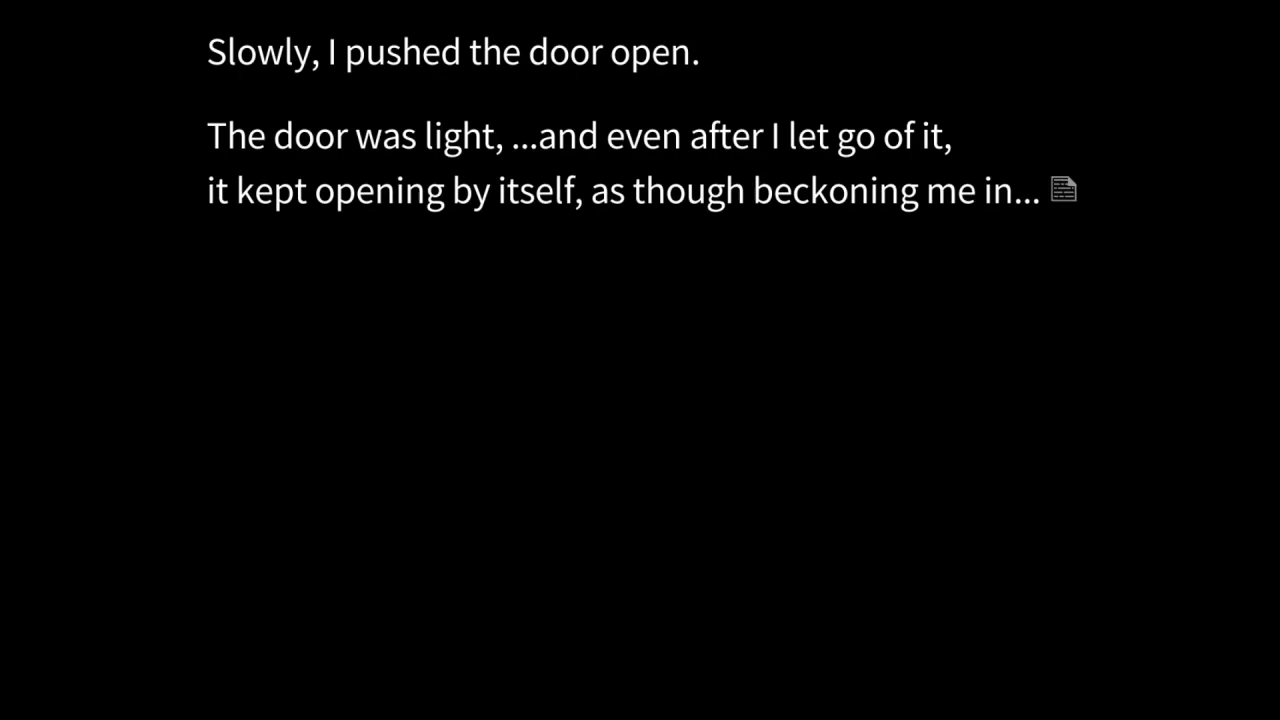 Slowly, I pushed the door open.
The door was light, ...and even after I let go of it,
it kept opening by itself, as though beckoning me in...